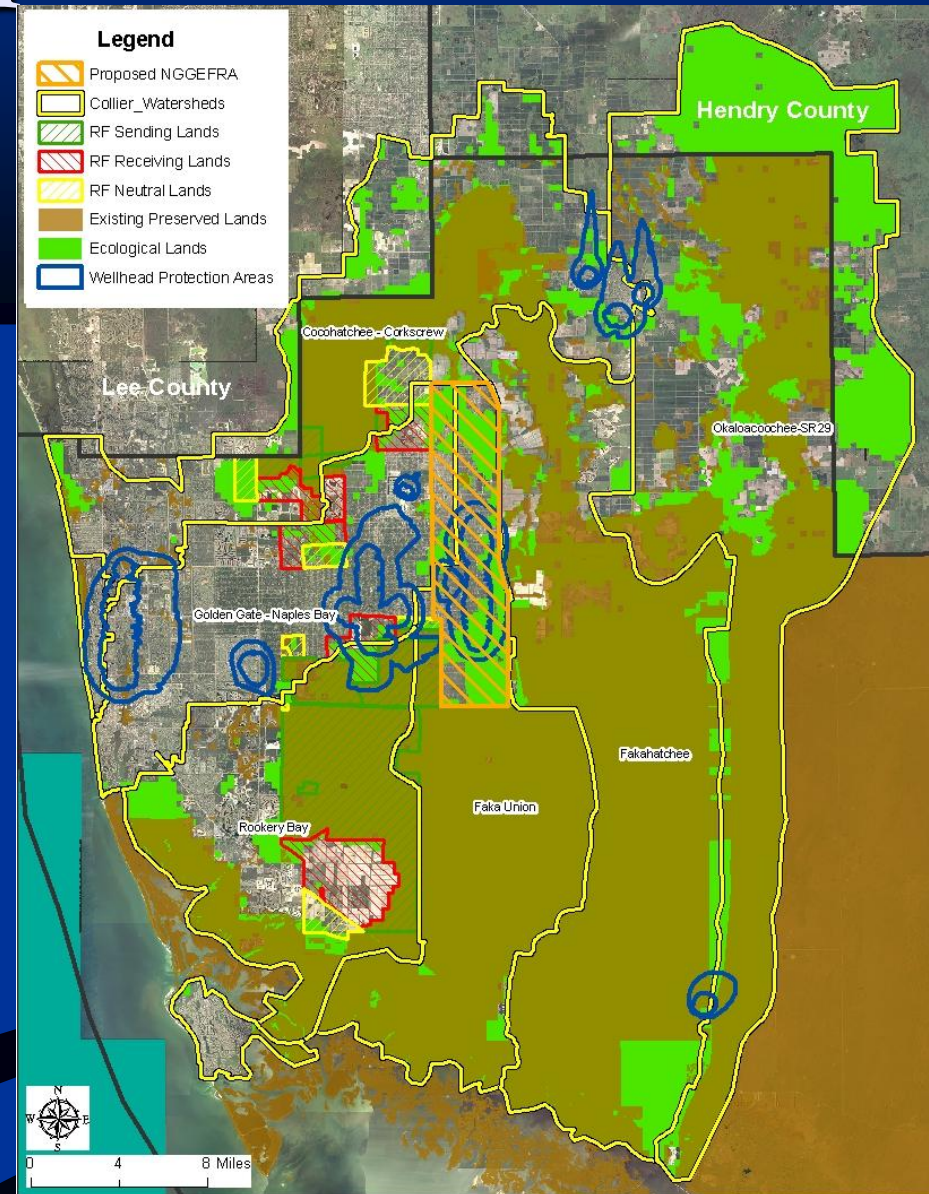 Legend
Proposed NGGEFRA
Collier_Watersheds
RF Sending Lands
RF Receiving Lands
RF Neutral Lands
Existing Preserved Lands
Ecological Lands
Wellhead Protection Areas
Hendry County
Cocohatchee - Corkscrew
Lee County
Okaloacoochee-SR29
Golden Gate - Naples Bay
Fakahatchee
Faka Union
Rookery Bay
N
W E
S
0 4 8 Miles